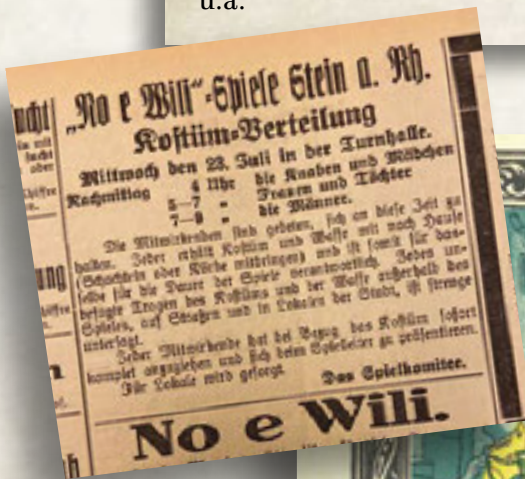 u.a.
„No e Wili“-Spiele Stein a. Rh.
Kostüm-Verteilung
Mittwoch den 23. Juli in der Turnhalle.
Nachmittag 4 Uhr die Knaben und Mädchen
5—7 „ Frauen und Töchter
7—9 „ die Männer.
Die Mitwirkenden sind gebeten, sich an diese Zeit zu
halten. Jeder erhält Kostüm und Waffe mit nach Hause
(Schachteln oder Körbe mitbringen) und ist somit für das-
selbe für die Dauer der Spiele verantwortlich. Jedes un-
befugte Tragen des Kostüms und der Waffe außerhalb des
Spieles, auf Straßen und in Lokalen der Stadt, ist strenge
untersagt.
Jeder Mitwirkende hat bei Bezug des Kostüm sofort
komplet anzuziehen und sich beim Spielleiter zu präsentieren.
Für Lokale wird gesorgt.
Das Spielkomitee.
No e Wili.